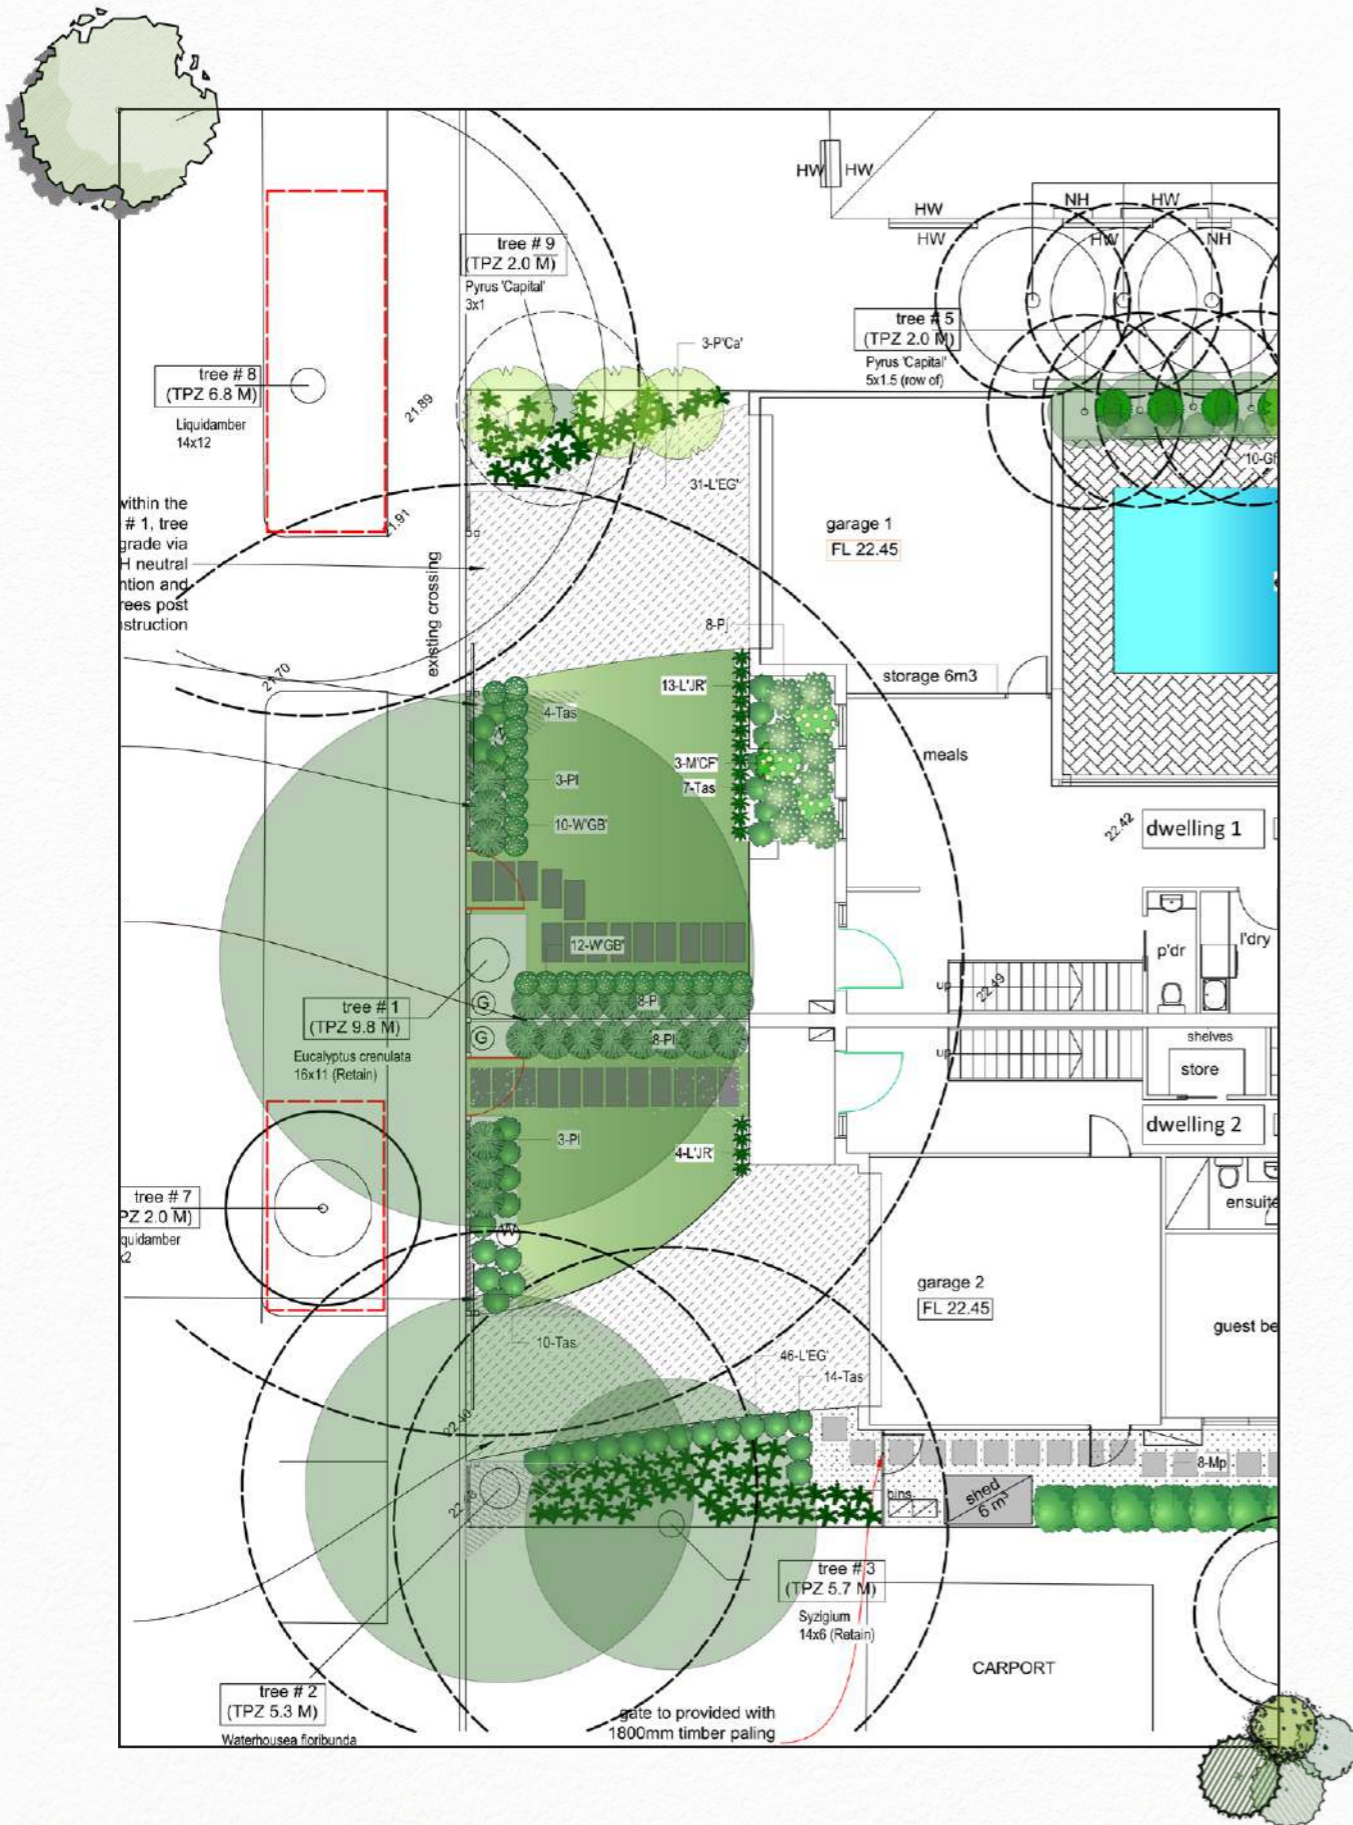 HW
HW
HW
HW
NH
HW
HW
NH
tree # 9
(TPZ 2.0 M)
Pyrus 'Capital'
3x1
3-P'Ca'
tree # 5
(TPZ 2.0 M)
Pyrus 'Capital'
5x1.5 (row of)
tree # 8
(TPZ 6.8 M)
Liquidamber
14x12
21.89
31-L'EG'
within the
# 1, tree
grade via
H neutral
ntion and
rees post
nstruction
existing crossing
garage 1
FL 22.45
8-Pj
storage 6m3
21.70
13-L'JR'
4-Tas
3-M'CF'
7-Tas
meals
3-PI
10-W'GB'
22.42
dwelling 1
12-W'GB'
p'dr
l'dry
up
22.49
tree # 1
(TPZ 9.8 M)
G
8-PI
Eucalyptus crenulata
16x11 (Retain)
G
8-PI
up
shelves
store
dwelling 2
3-PI
4-L'JR'
tree # 7
PZ 2.0 M)
quidamber
x2
W
ensuite
garage 2
FL 22.45
guest be
10-Tas
46-L'EG'
14-Tas
22.40
8-Mp
bins
shed
6 m³
tree # 3
(TPZ 5.7 M)
Syzigium
14x6 (Retain)
CARPORT
tree # 2
(TPZ 5.3 M)
Waterhousea floribunda
gate to provided with
1800mm timber paling